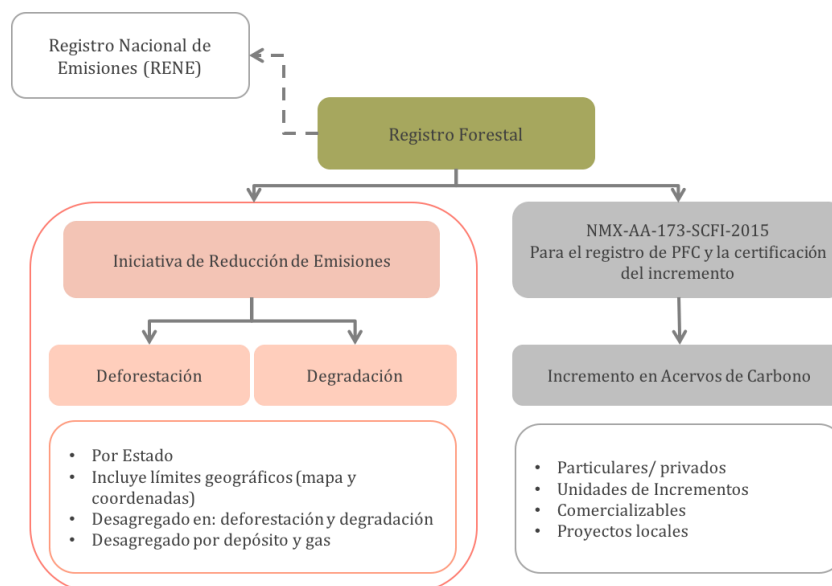 Registro Nacional de
Emisiones (RENE)
Registro Forestal
Iniciativa de Reducción de Emisiones
Deforestación
Degradación
• Por Estado
• Incluye límites geográficos (mapa y
coordenadas)
• Desagregado en: deforestación y degradación
• Desagregado por depósito y gas
NMX-AA-173-SCFI-2015
Para el registro de PFC y la certificación
del incremento
Incremento en Acervos de Carbono
• Particulares/ privados
• Unidades de Incrementos
• Comercializables
• Proyectos locales